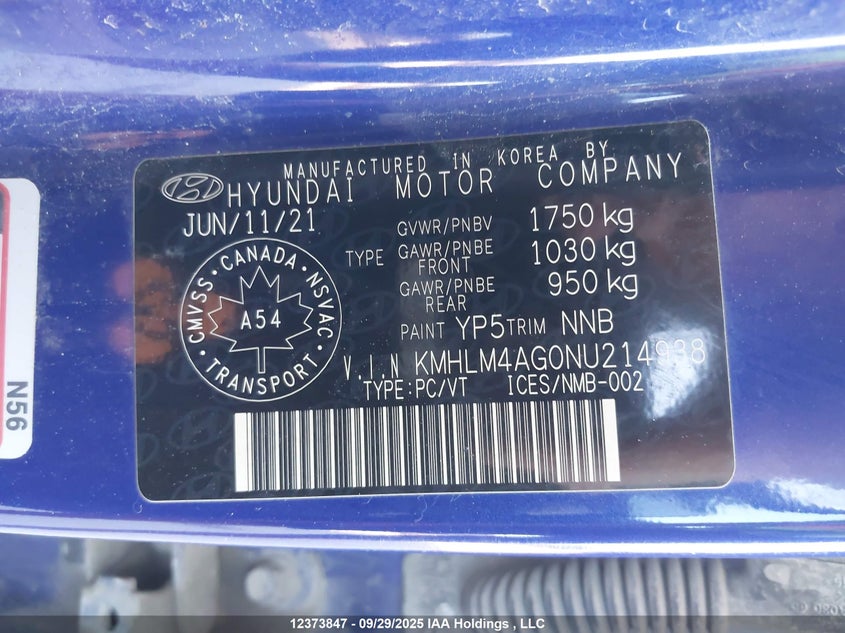 MANUFACTURED IN KOREA BY
HYUNDAI MOTOR COMPANY
JUN/11/21
GVWR/PNBV 1750 kg
TYPE GAWR/PNBE FRONT 1030 kg
GAWR/PNBE REAR 950 kg
PAINT YP5 TRIM NNB
CANADA
CMVSS · NSVAC
A54
TRANSPORT
V.I.N KMHLM4AG0NU214938
TYPE:PC/VT ICES/NMB-002
N56
12373847 - 09/29/2025 IAA Holdings , LLC